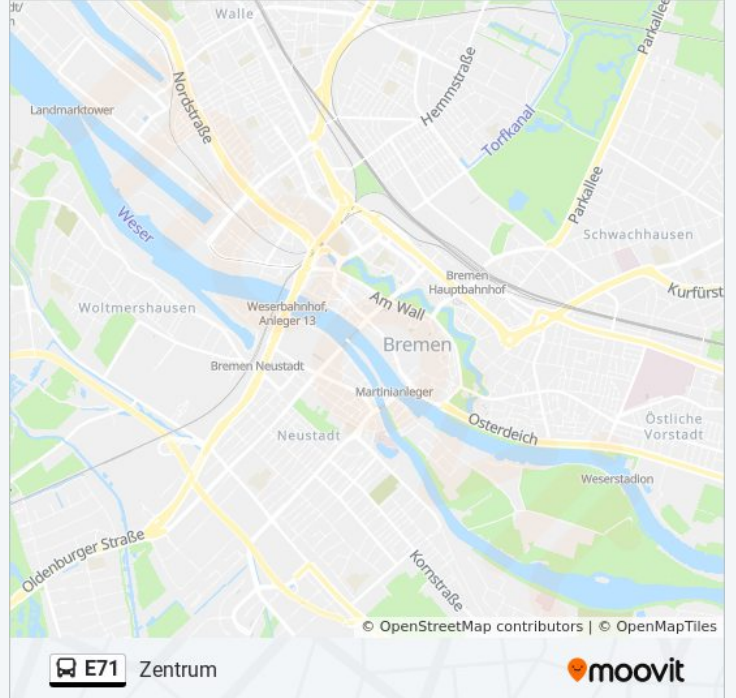 Walle
Parkallee
Hemmstraße
Nordstraße
Landmarktower
Torfkanal
Parkallee
Weser
Schwachhausen
Bremen
Hauptbahnhof
Kurfürst
Woltmershausen
Weserbahnhof,
Anleger 13
Am Wall
Bremen
Bremen Neustadt
Martinianleger
Osterdeich
Östliche
Vorstadt
Neustadt
Weserstadion
Oldenburger Straße
Kornstraße
© OpenStreetMap contributors | © OpenMapTiles
E71 Zentrum
moovit